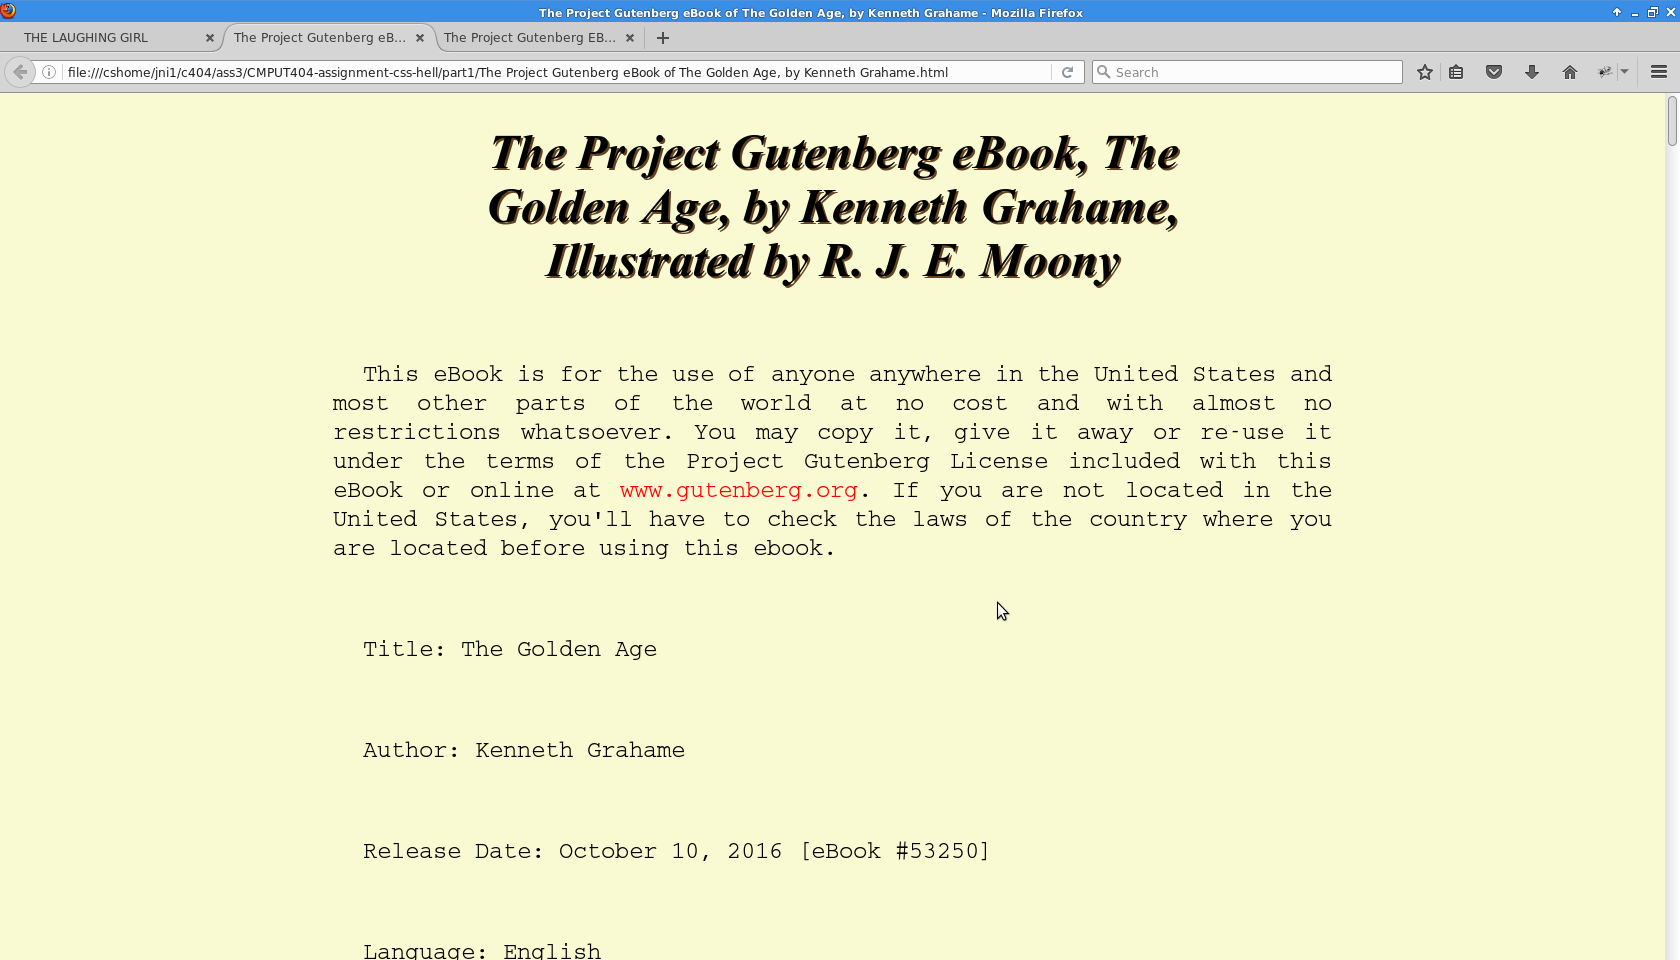 The Project Gutenberg eBook of The Golden Age, by Kenneth Grahame - Mozilla Firefox
THE LAUGHING GIRL
The Project Gutenberg eB...
The Project Gutenberg EB...
file:///cshome/jni1/c404/ass3/CMPUT404-assignment-css-hell/part1/The Project Gutenberg eBook of The Golden Age, by Kenneth Grahame.html
Search
The Project Gutenberg eBook, The
Golden Age, by Kenneth Grahame,
Illustrated by R. J. E. Moony
This eBook is for the use of anyone anywhere in the United States and
most other parts of the world at no cost and with almost no
restrictions whatsoever. You may copy it, give it away or re-use it
under the terms of the Project Gutenberg License included with this
eBook or online at www.gutenberg.org. If you are not located in the
United States, you'll have to check the laws of the country where you
are located before using this ebook.
Title: The Golden Age
Author: Kenneth Grahame
Release Date: October 10, 2016 [eBook #53250]
Language: English